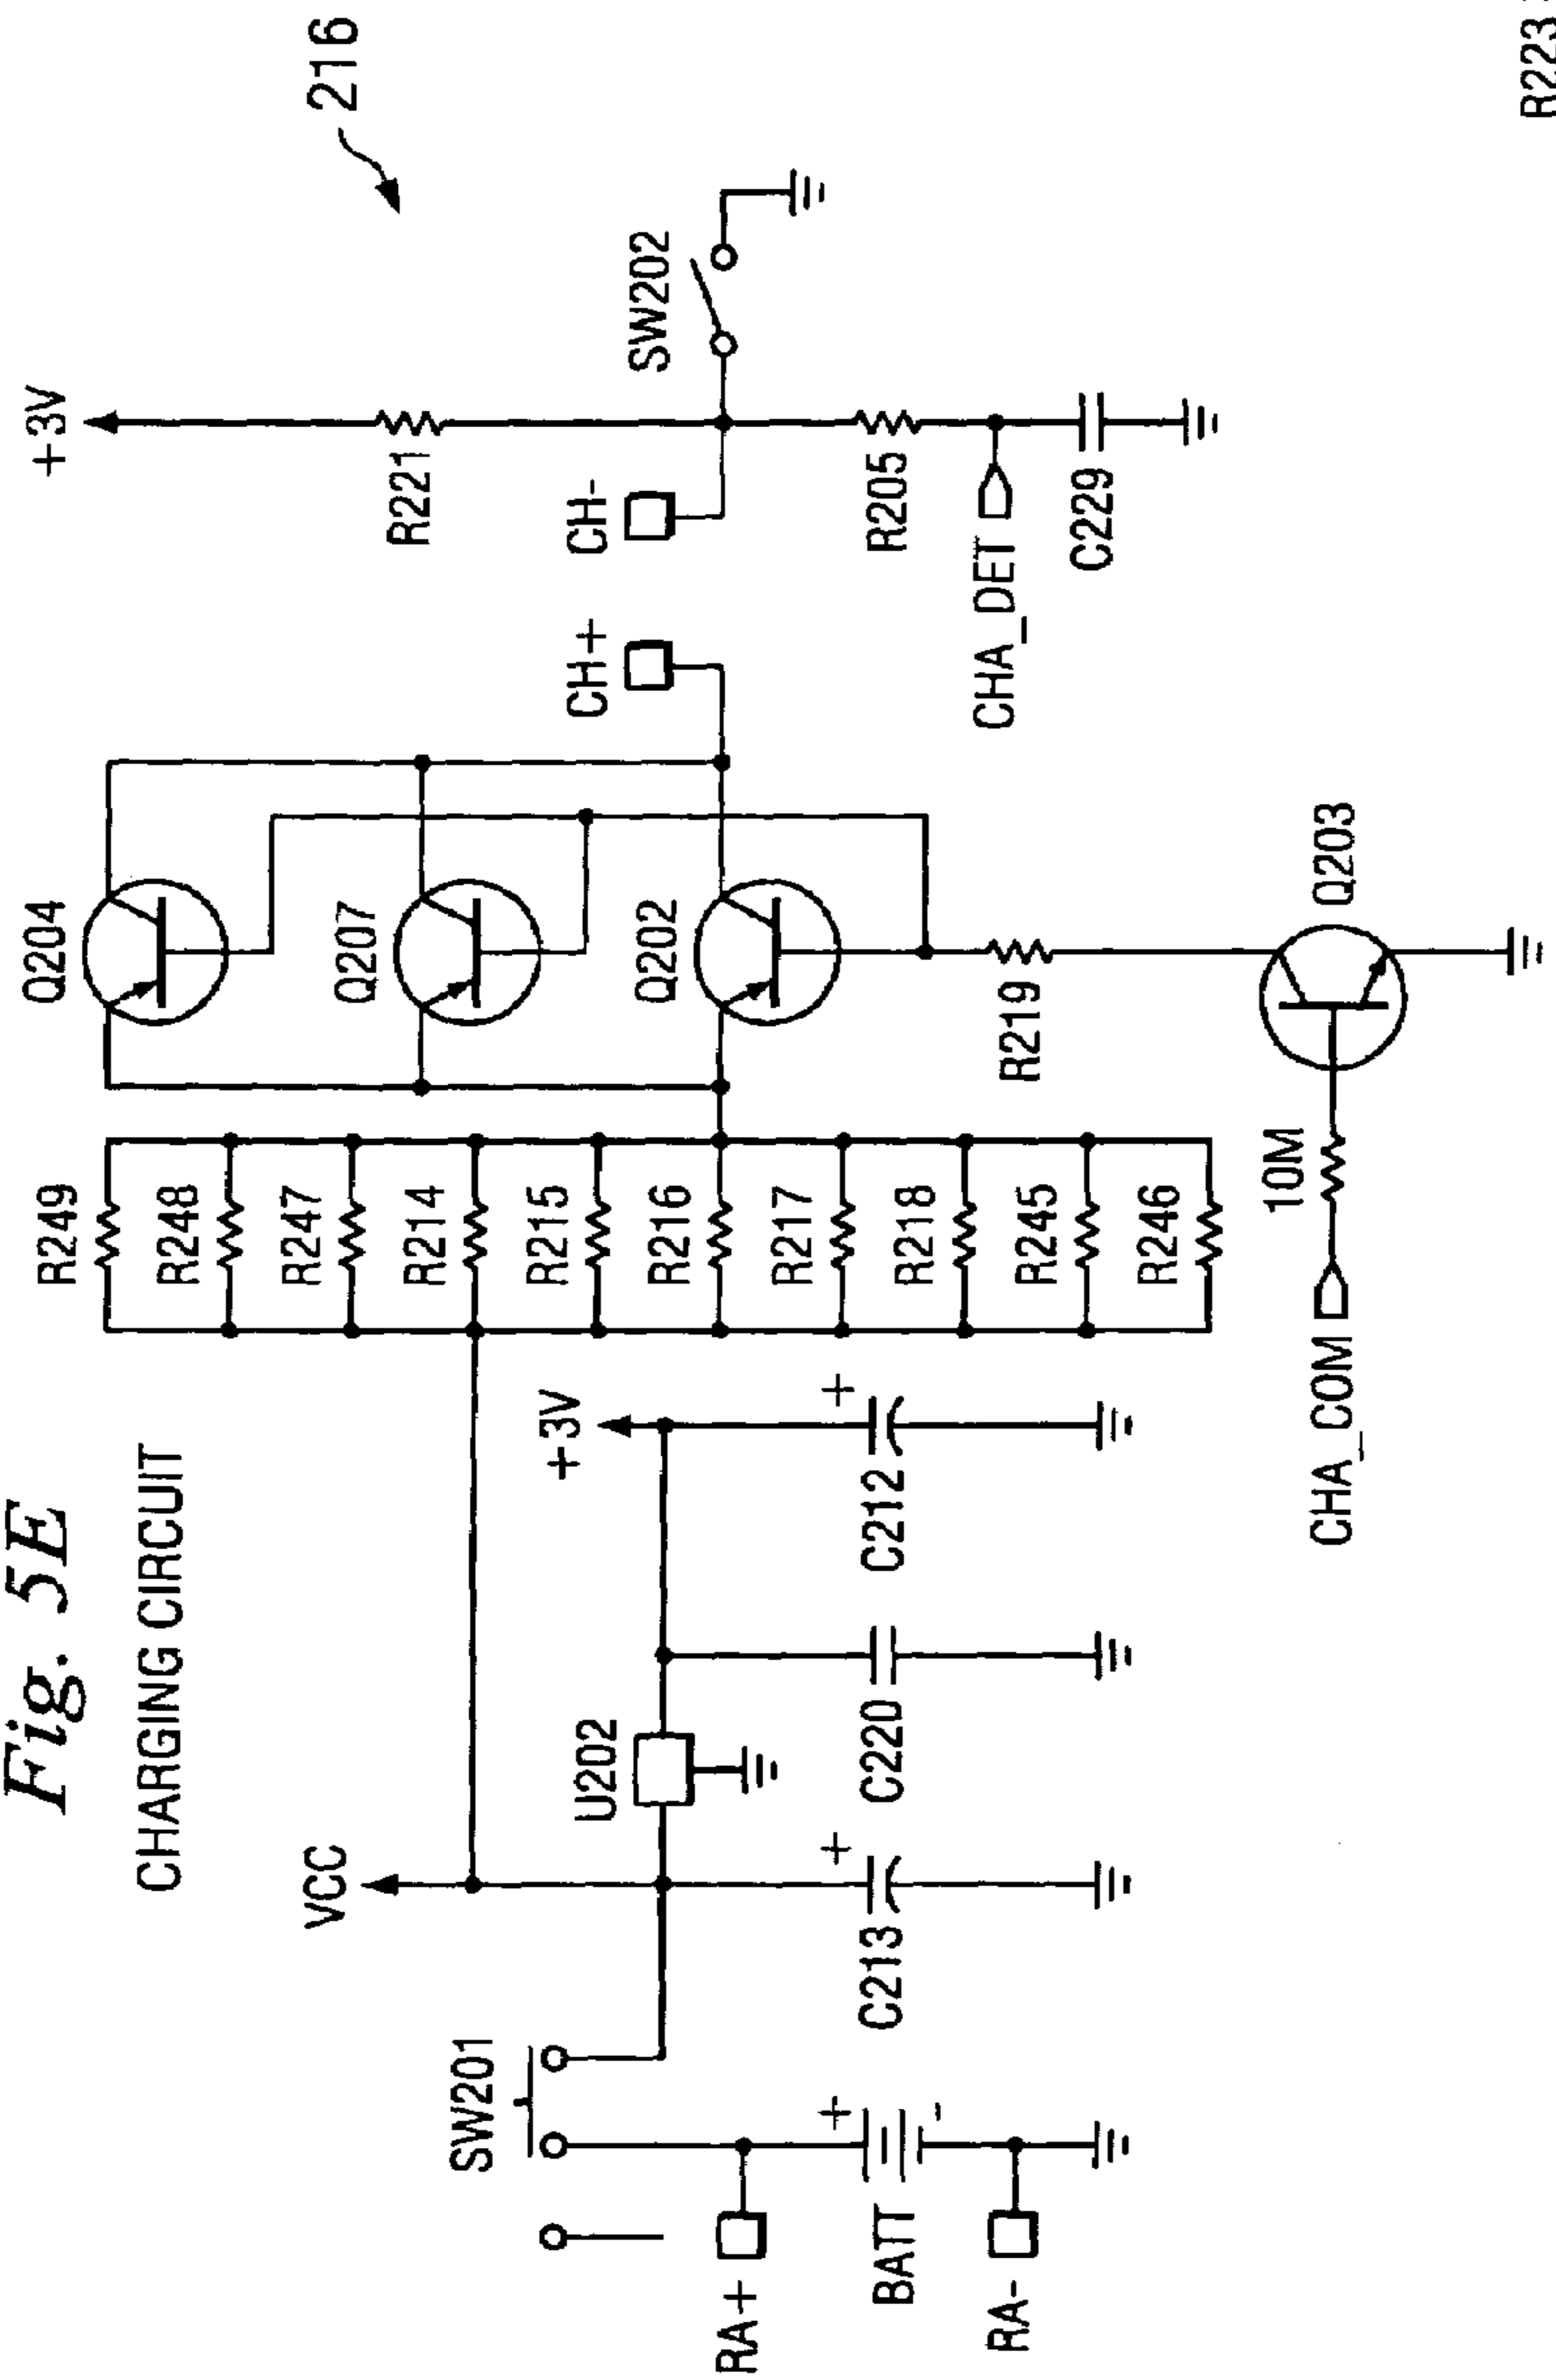 Fig. 5E
CHARGING CIRCUIT
216
VCC
SW201
RA+
BATT
+
-
RA-
C213
+
U202
C220
+3V
C212
+
R249
R248
R247
R214
R215
R216
R217
R218
R245
R246
Q204
Q207
Q202
R219
CHA_COM
10M
Q203
CH+
CH-
+3V
R221
SW202
R205
CHA_DET
C229
R223